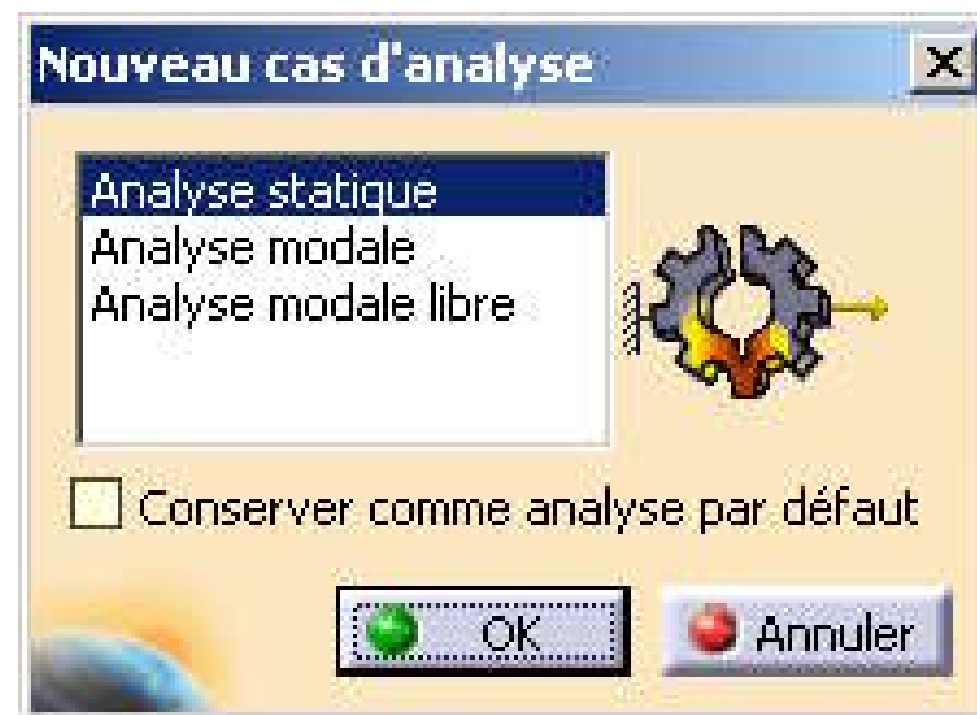 Nouveau cas d'analyse
Analyse statique
Analyse modale
Analyse modale libre
Conserver comme analyse par défaut
OK
Annuler